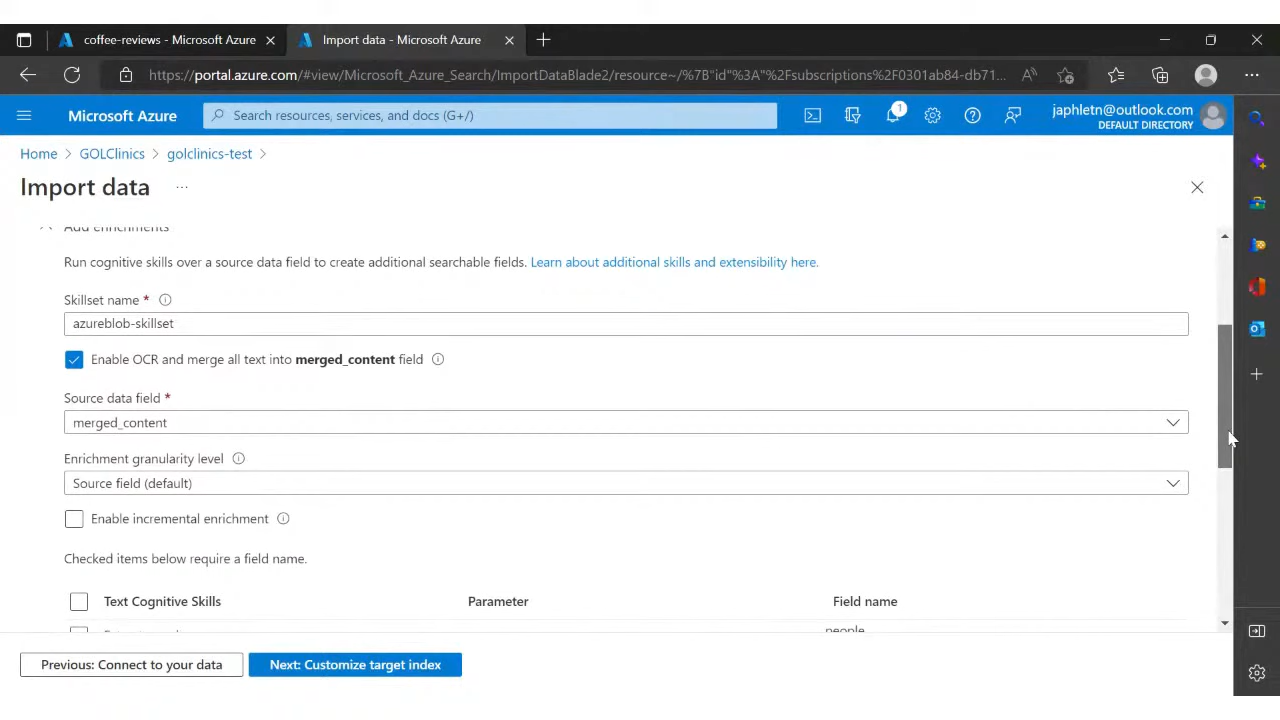 coffee-reviews - Microsoft Azure
Import data - Microsoft Azure
https://portal.azure.com/#view/Microsoft_Azure_Search/ImportDataBlade2/resource~/%7B"id"%3A"%2Fsubscriptions%2F0301ab84-db71...
Microsoft Azure
Search resources, services, and docs (G+/)
1
japhletn@outlook.com
DEFAULT DIRECTORY
Home > GOLClinics > golclinics-test >
Import data ...
Add enrichments
Run cognitive skills over a source data field to create additional searchable fields. Learn about additional skills and extensibility here.
Skillset name *
azureblob-skillset
Enable OCR and merge all text into merged_content field
Source data field *
merged_content
Enrichment granularity level
Source field (default)
Enable incremental enrichment
Checked items below require a field name.
Text Cognitive Skills Parameter Field name
people
Previous: Connect to your data
Next: Customize target index